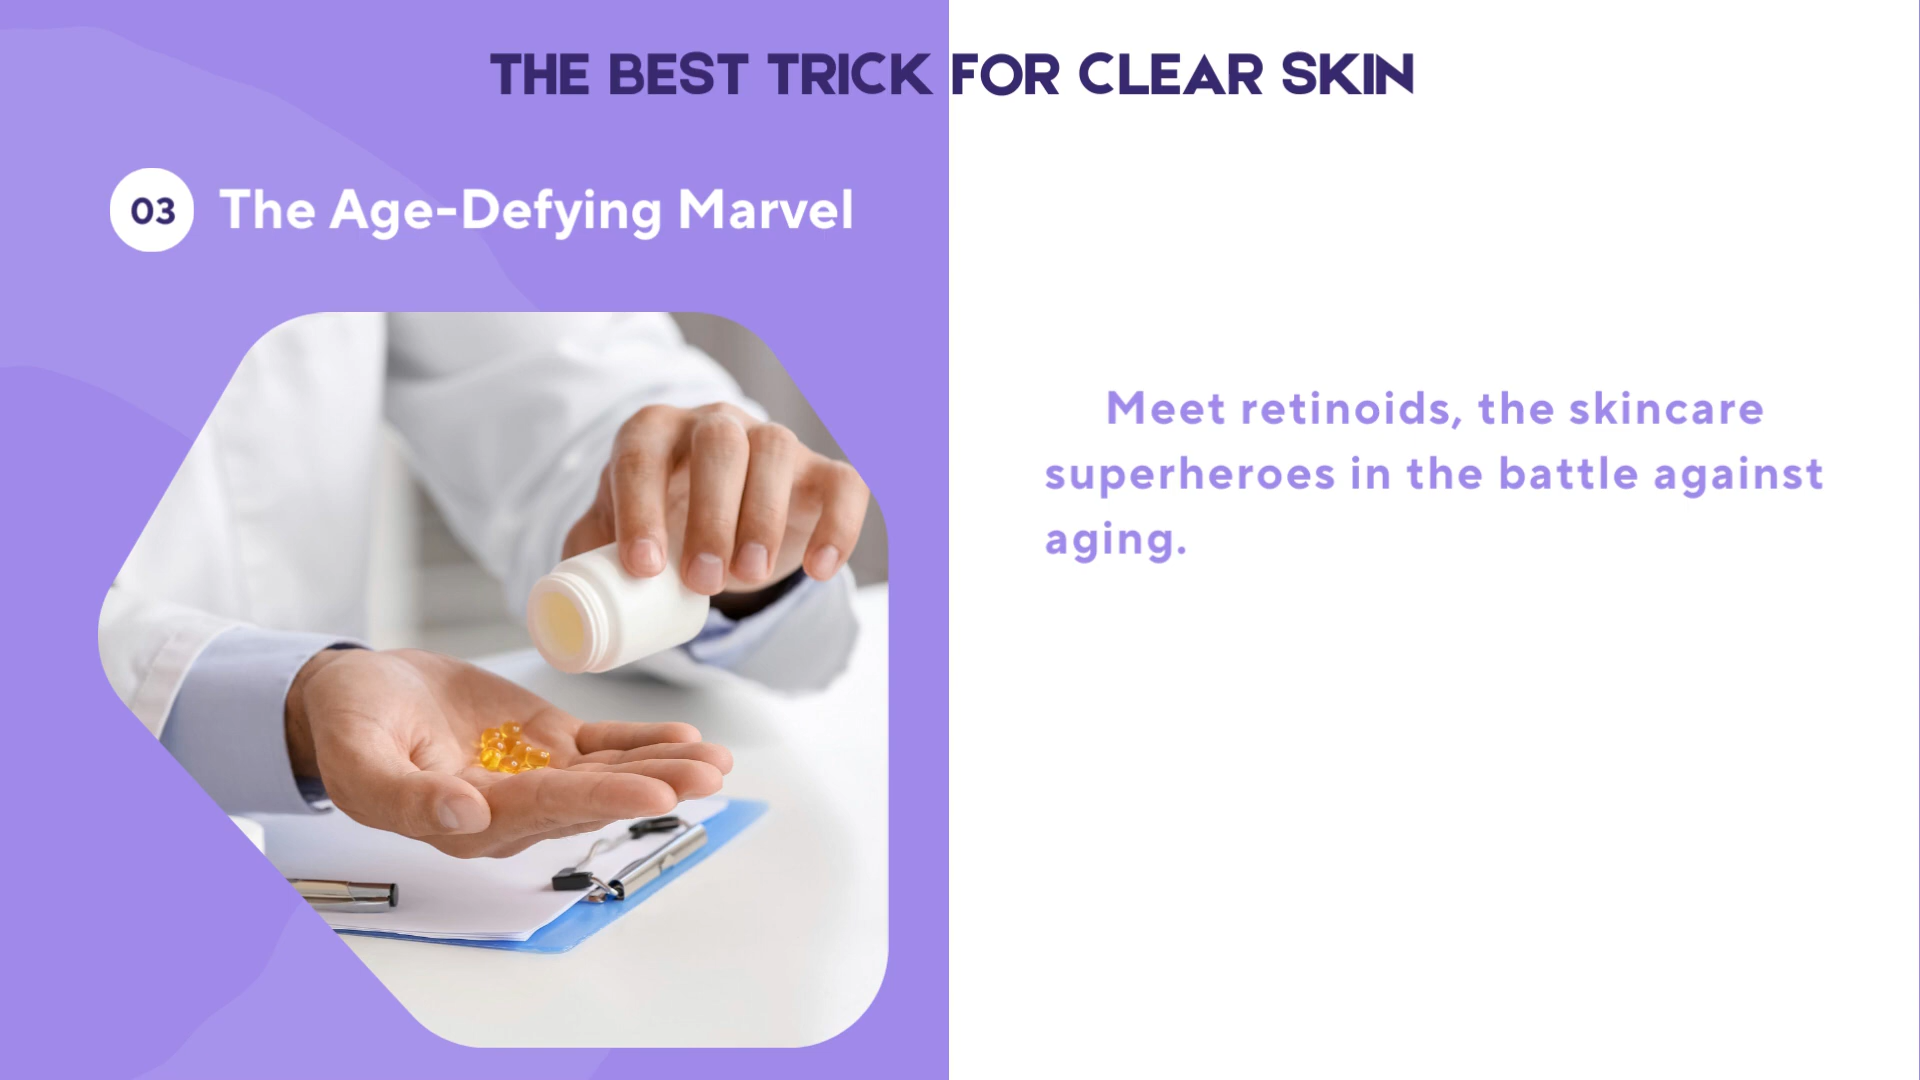 THE BEST TRICK FOR CLEAR SKIN
03 The Age-Defying Marvel
Meet retinoids, the skincare
superheroes in the battle against
aging.